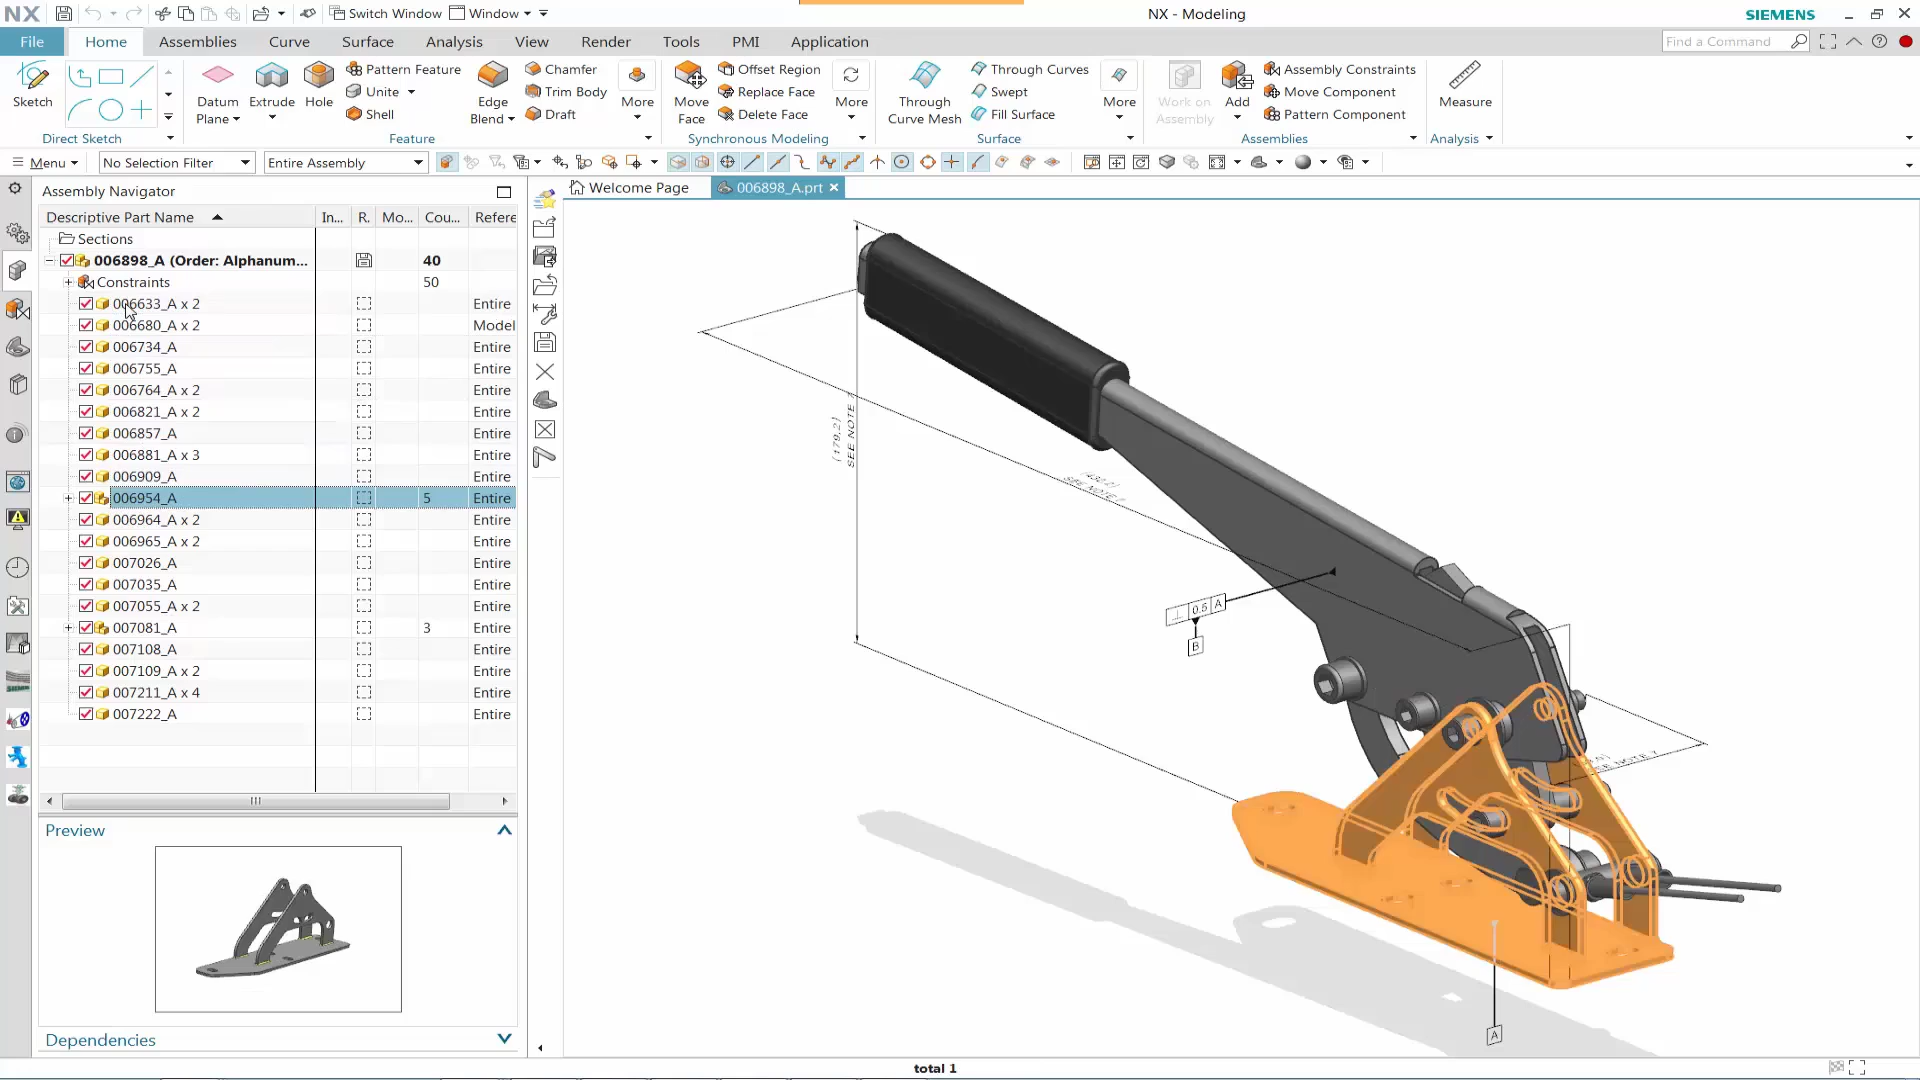 NX
Switch Window
Window
NX - Modeling
SIEMENS
File
Home
Assemblies
Curve
Surface
Analysis
View
Render
Tools
PMI
Application
Find a Command
Sketch
Direct Sketch
Datum
Plane
Extrude
Hole
Pattern Feature
Unite
Shell
Edge
Blend
Chamfer
Trim Body
Draft
More
Feature
Move
Face
Offset Region
Replace Face
Delete Face
More
Synchronous Modeling
Through
Curve Mesh
Through Curves
Swept
Fill Surface
More
Surface
Work on
Assembly
Add
Assembly Constraints
Move Component
Pattern Component
Assemblies
Measure
Analysis
Menu
No Selection Filter
Entire Assembly
Assembly Navigator
Welcome Page
006898_A.prt
Descriptive Part Name In... R. Mo... Cou... Refere
Sections
006898_A (Order: Alphanum... 40
Constraints 50
006633_A x 2 Entire
006680_A x 2 Model
006734_A Entire
006755_A Entire
006764_A x 2 Entire
006821_A x 2 Entire
006857_A Entire
006881_A x 3 Entire
006909_A Entire
006954_A 5 Entire
006964_A x 2 Entire
006965_A x 2 Entire
007026_A Entire
007035_A Entire
007055_A x 2 Entire
007081_A 3 Entire
007108_A Entire
007109_A x 2 Entire
007211_A x 4 Entire
007222_A Entire
Preview
Dependencies
(179,2)
SEE NOTE
SEE NOTE
⊥ 0.5 A
B
SEE NOTE
A
total 1